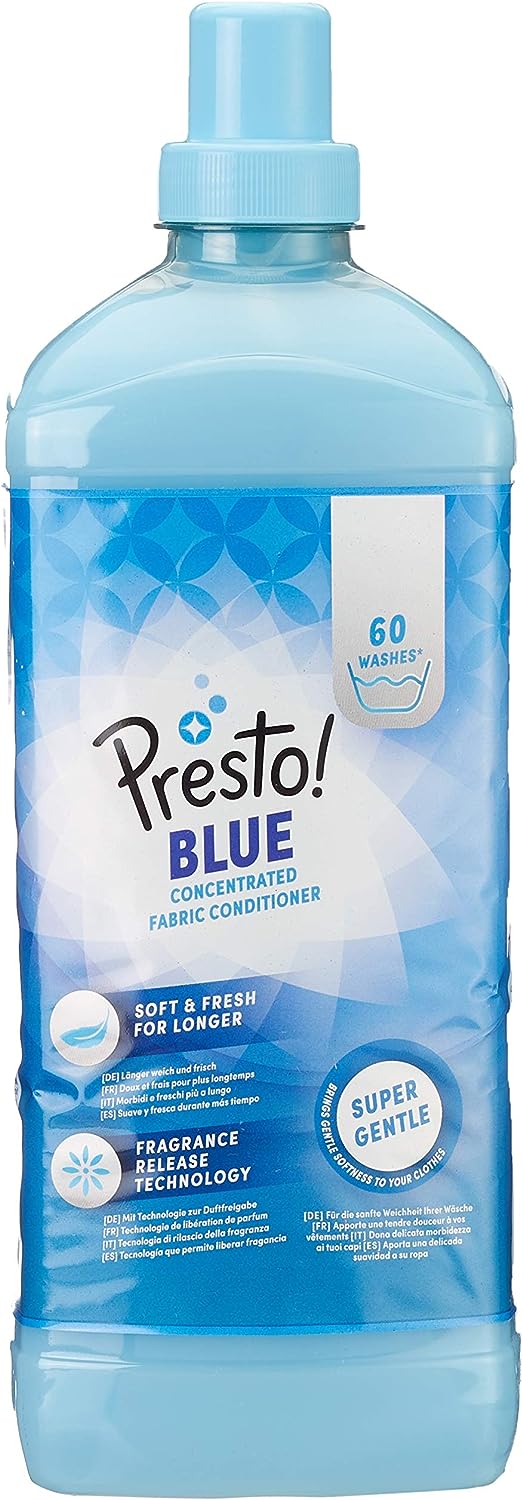 60
WASHES*
Presto!
BLUE
CONCENTRATED
FABRIC CONDITIONER
SOFT & FRESH
FOR LONGER
[DE] Länger weich und frisch
[FR] Doux et frais pour plus longtemps
[IT] Morbidi e freschi più a lungo
[ES] Suave y fresca durante más tiempo
FRAGRANCE
RELEASE
TECHNOLOGY
[DE] Mit Technologie zur Duftfreigabe
[FR] Technologie de libération de parfum
[IT] Tecnologia di rilascio della fragranza
[ES] Tecnología que permite liberar fragancia
SUPER
GENTLE
BRINGS GENTLE SOFTNESS TO YOUR CLOTHES
[DE] Für die sanfte Weichheit Ihrer Wäsche
[FR] Apporte une tendre douceur à vos
vêtements [IT] Dona delicata morbidezza
ai tuoi capi [ES] Aporta una delicada
suavidad a su ropa